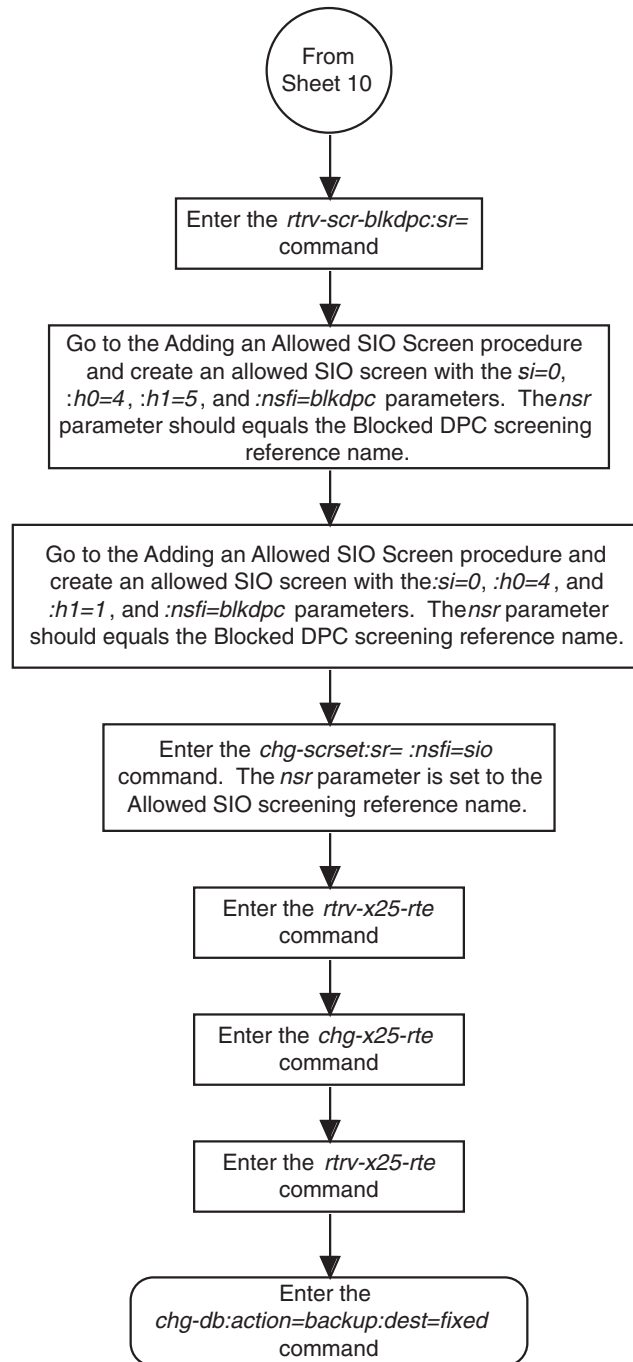 From
Sheet 10
Enter the rtrv-scr-blkdpc:sr=
command
Go to the Adding an Allowed SIO Screen procedure
and create an allowed SIO screen with the si=0,
:h0=4, :h1=5, and :nsfi=blkdpc parameters. The nsr
parameter should equals the Blocked DPC screening
reference name.
Go to the Adding an Allowed SIO Screen procedure and
create an allowed SIO screen with the :si=0, :h0=4, and
:h1=1, and :nsfi=blkdpc parameters. The nsr parameter
should equals the Blocked DPC screening reference name.
Enter the chg-scrset:sr= :nsfi=sio
command. The nsr parameter is set to the
Allowed SIO screening reference name.
Enter the rtrv-x25-rte
command
Enter the chg-x25-rte
command
Enter the rtrv-x25-rte
command
Enter the
chg-db:action=backup:dest=fixed
command